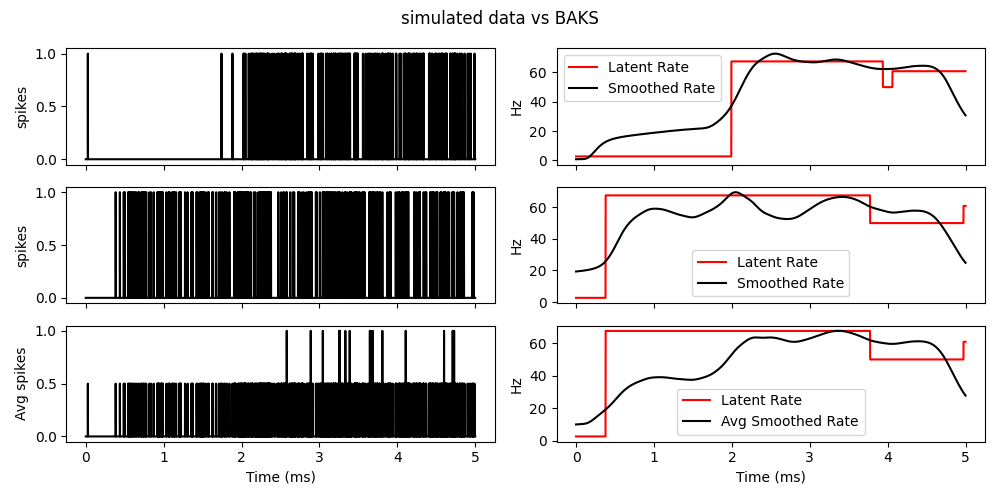 simulated data vs BAKS
1.0
0.5
0.0
spikes
60
40
20
0
Hz
Latent Rate
Smoothed Rate
1.0
0.5
0.0
spikes
60
40
20
0
Hz
Latent Rate
Smoothed Rate
1.0
0.5
0.0
Avg spikes
0 1 2 3 4 5
Time (ms)
60
40
20
0
Hz
Latent Rate
Avg Smoothed Rate
0 1 2 3 4 5
Time (ms)